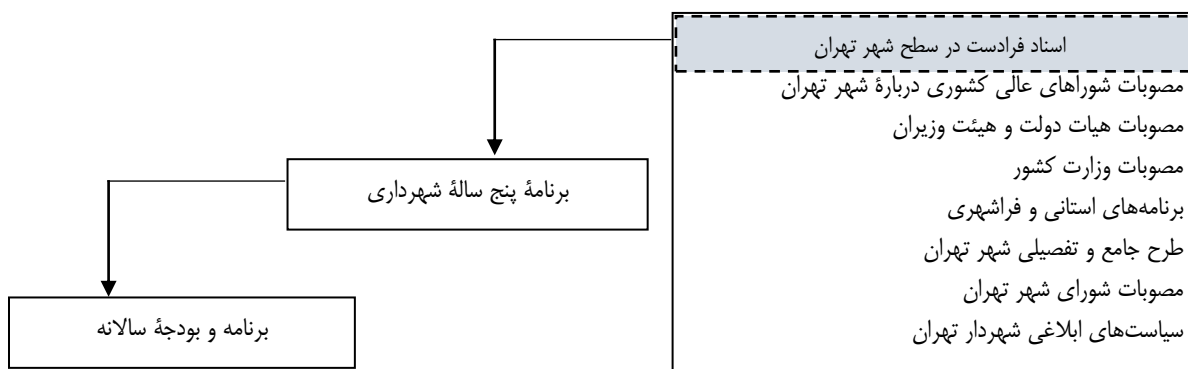 اسناد فرادست در سطح شهر تهران
مصوبات شوراهای عالی کشوری دربارهٔ شهر تهران
مصوبات هیات دولت و هیئت وزیران
مصوبات وزارت کشور
برنامه‌های استانی و فراشهری
طرح جامع و تفصیلی شهر تهران
مصوبات شورای شهر تهران
سیاست‌های ابلاغی شهردار تهران
برنامهٔ پنج سالهٔ شهرداری
برنامه و بودجهٔ سالانه